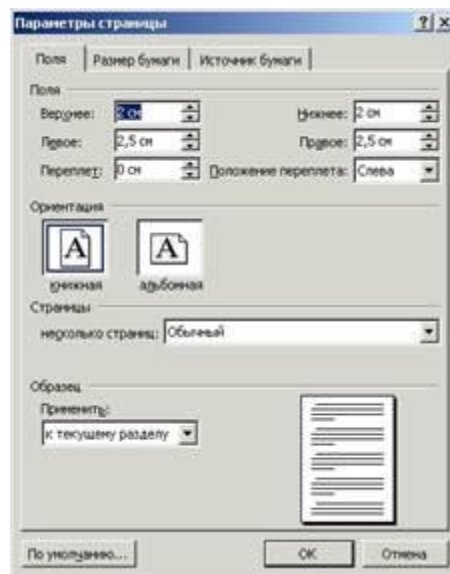 Параметры страницы
Поля Размер бумаги Источник бумаги
Поля
Верхнее: 2 см Нижнее: 2 см
Левое: 2,5 см Правое: 2,5 см
Переплет: 0 см Положение переплета: Слева
Ориентация
A A
книжная альбомная
Страницы
несколько страниц: Обычный
Образец
Применить:
к текущему разделу
По умолчанию... ОК Отмена